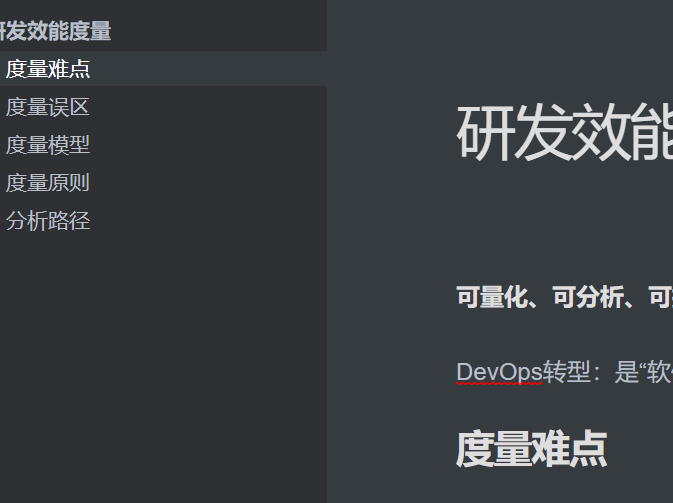 研发效能度量
度量难点
度量误区
度量模型
度量原则
分析路径
研发效能
可量化、可分析、可
DevOps转型：是“软
度量难点